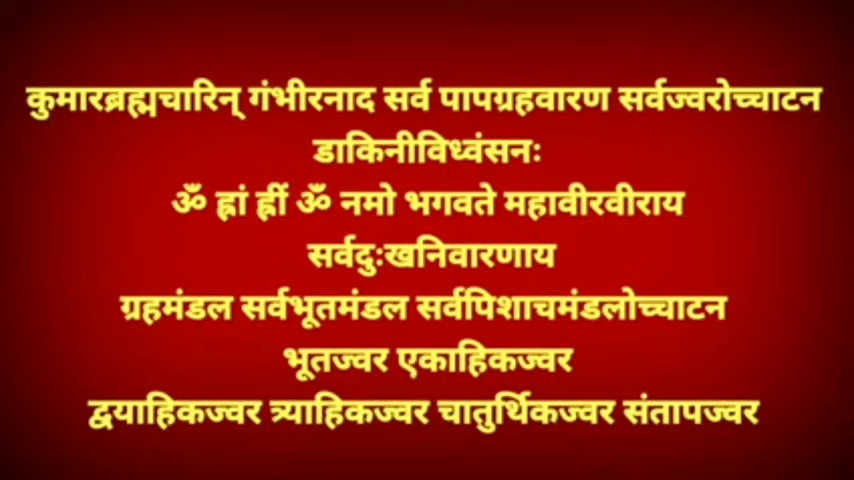 कुमारब्रह्मचारिन् गंभीरनाद सर्व पापग्रहवारण सर्वज्वरोच्चाटन
डाकिनीविध्वंसनः
ॐ ह्रां ह्रीं ॐ नमो भगवते महावीरवीराय
सर्वदुःखनिवारणाय
ग्रहमंडल सर्वभूतमंडल सर्वपिशाचमंडलोच्चाटन
भूतज्वर एकाहिकज्वर
द्वयाहिकज्वर त्र्याहिकज्वर चातुर्थिकज्वर संतापज्वर